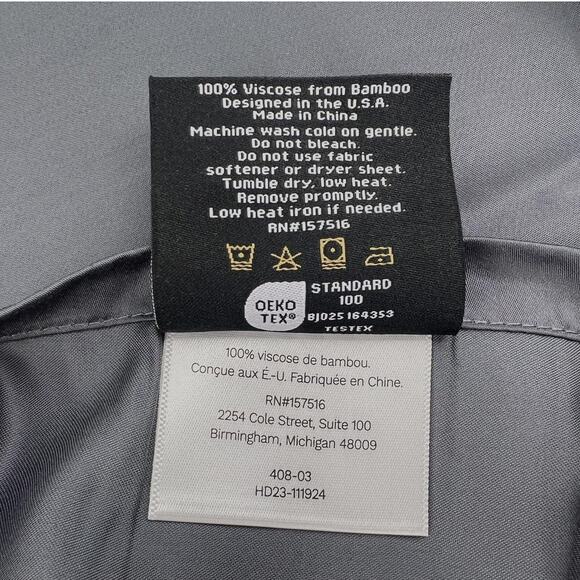 100% Viscose from Bamboo
Designed in the U.S.A.
Made in China
Machine wash cold on gentle.
Do not bleach.
Do not use fabric
softener or dryer sheet.
Tumble dry, low heat.
Remove promptly.
Low heat iron if needed.
RN#157516
OEKO
TEX®
STANDARD
100
BJ025 164353
TESTEX
100% viscose de bambou.
Conçue aux É.-U. Fabriquée en Chine.
RN#157516
2254 Cole Street, Suite 100
Birmingham, Michigan 48009
408-03
HD23-111924